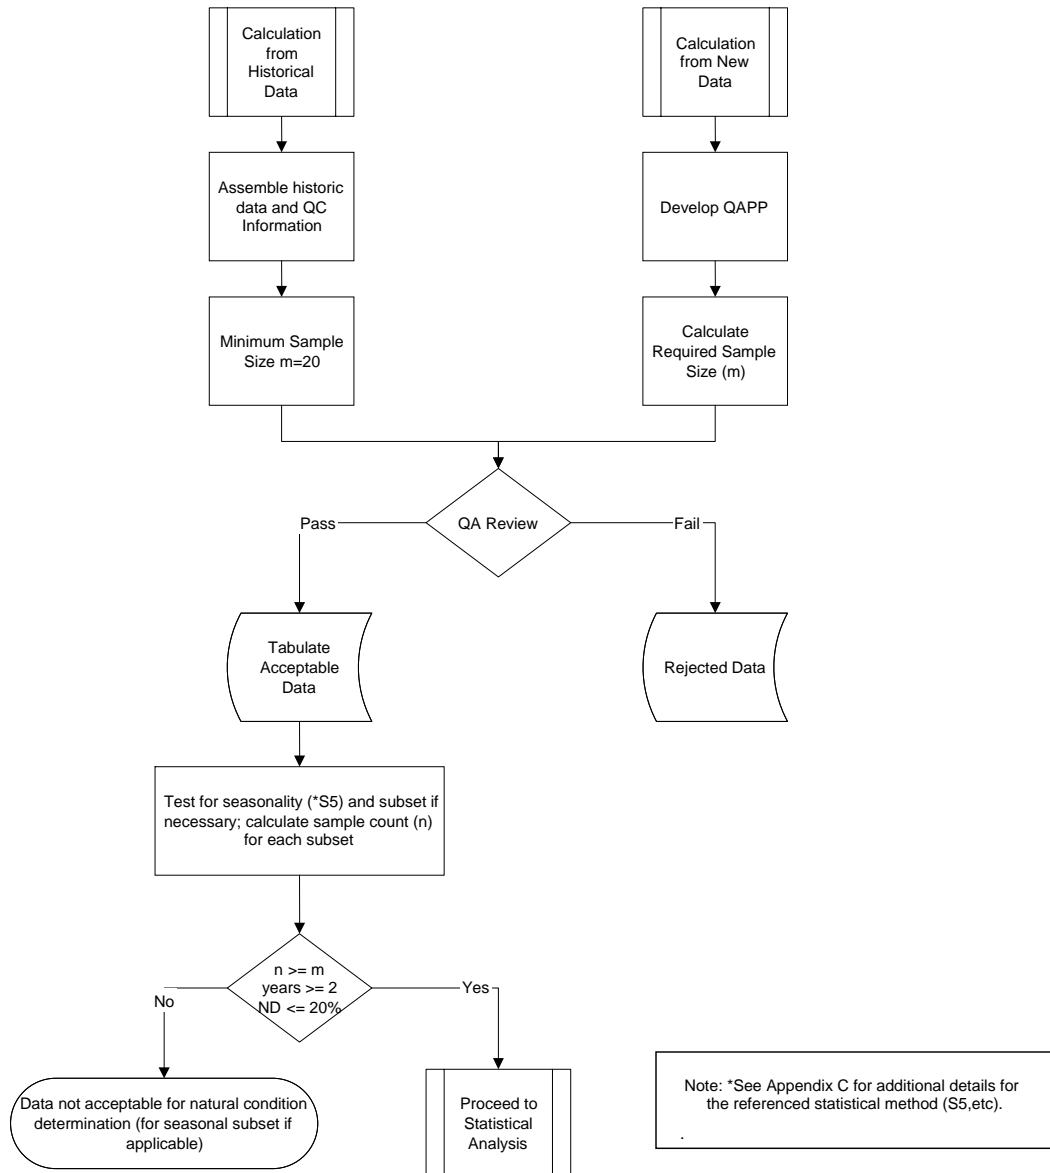 Calculation
from
Historical
Data
Calculation
from New
Data
Assemble historic
data and QC
Information
Develop QAPP
Minimum Sample
Size m=20
Calculate
Required Sample
Size (m)
QA Review
Pass
Fail
Tabulate
Acceptable
Data
Rejected Data
Test for seasonality (*S5) and subset if
necessary; calculate sample count (n)
for each subset
n >= m
years >= 2
ND <= 20%
No
Yes
Data not acceptable for natural condition
determination (for seasonal subset if
applicable)
Proceed to
Statistical
Analysis
Note: *See Appendix C for additional details for
the referenced statistical method (S5,etc).
.